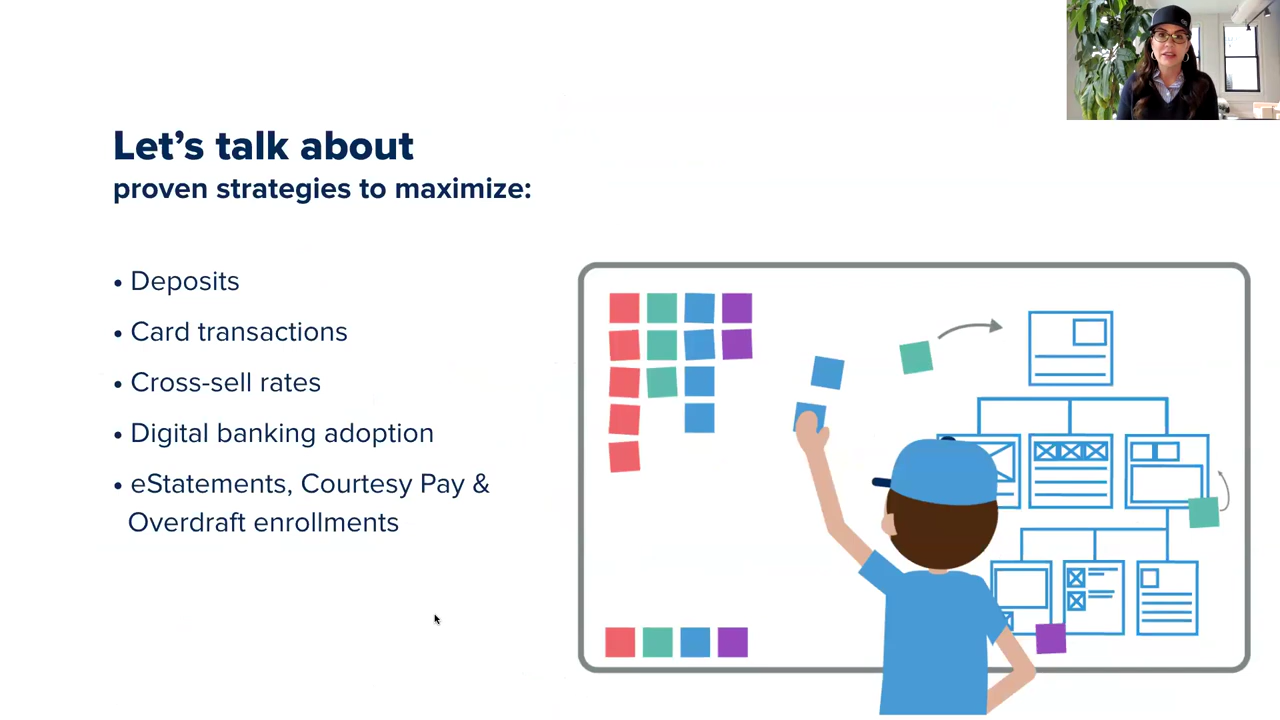 Let's talk about
proven strategies to maximize:
• Deposits
• Card transactions
• Cross-sell rates
• Digital banking adoption
• eStatements, Courtesy Pay &
Overdraft enrollments